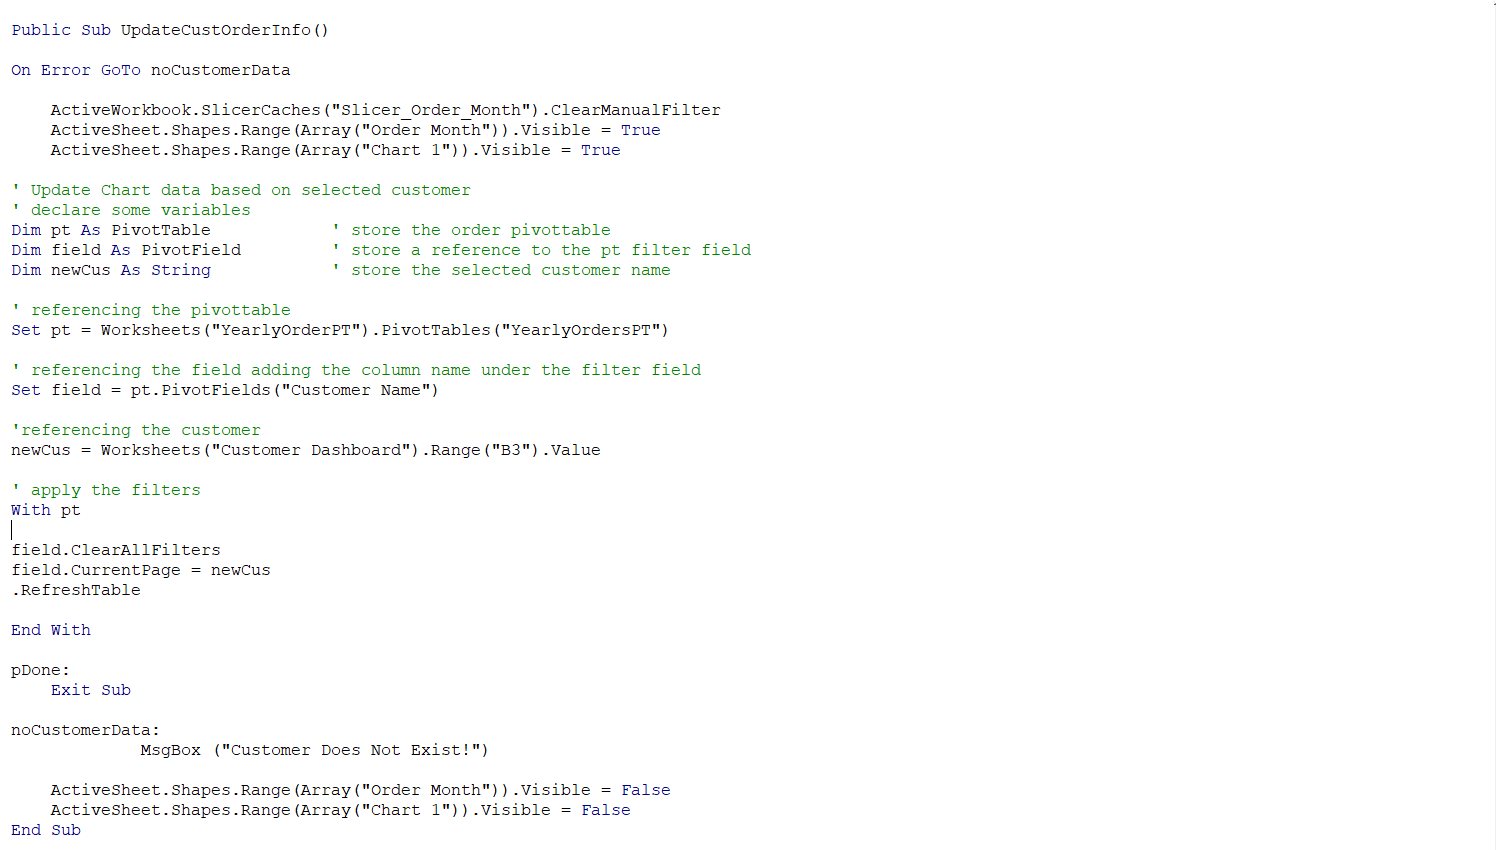 Public Sub UpdateCustOrderInfo()
On Error GoTo noCustomerData
ActiveWorkbook.SlicerCaches("Slicer_Order_Month").ClearManualFilter
ActiveSheet.Shapes.Range(Array("Order Month")).Visible = True
ActiveSheet.Shapes.Range(Array("Chart 1")).Visible = True
' Update Chart data based on selected customer
' declare some variables
Dim pt As PivotTable ' store the order pivottable
Dim field As PivotField ' store a reference to the pt filter field
Dim newCus As String ' store the selected customer name
' referencing the pivottable
Set pt = Worksheets("YearlyOrderPT").PivotTables("YearlyOrdersPT")
' referencing the field adding the column name under the filter field
Set field = pt.PivotFields("Customer Name")
'referencing the customer
newCus = Worksheets("Customer Dashboard").Range("B3").Value
' apply the filters
With pt
field.ClearAllFilters
field.CurrentPage = newCus
.RefreshTable
End With
pDone:
Exit Sub
noCustomerData:
MsgBox ("Customer Does Not Exist!")
ActiveSheet.Shapes.Range(Array("Order Month")).Visible = False
ActiveSheet.Shapes.Range(Array("Chart 1")).Visible = False
End Sub